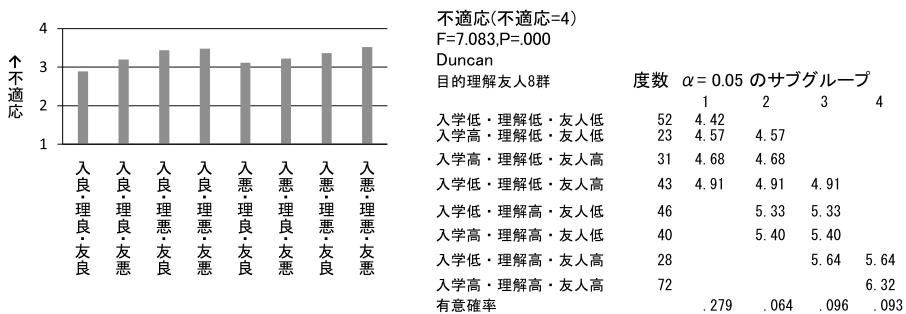 4
3
2
1
↑不適応
入良・理良・友良
入良・理良・友悪
入良・理悪・友良
入良・理悪・友悪
入悪・理良・友良
入悪・理良・友悪
入悪・理悪・友良
入悪・理悪・友悪
不適応(不適応=4)
F=7.083,P=.000
Duncan
目的理解友人8群 度数 α= 0.05 のサブグループ
1 2 3 4
入学低・理解低・友人低 52 4.42
入学高・理解低・友人低 23 4.57 4.57
入学高・理解低・友人高 31 4.68 4.68
入学低・理解低・友人高 43 4.91 4.91 4.91
入学低・理解高・友人低 46 5.33 5.33
入学高・理解高・友人低 40 5.40 5.40
入学低・理解高・友人高 28 5.64 5.64
入学高・理解高・友人高 72 6.32
有意確率 .279 .064 .096 .093